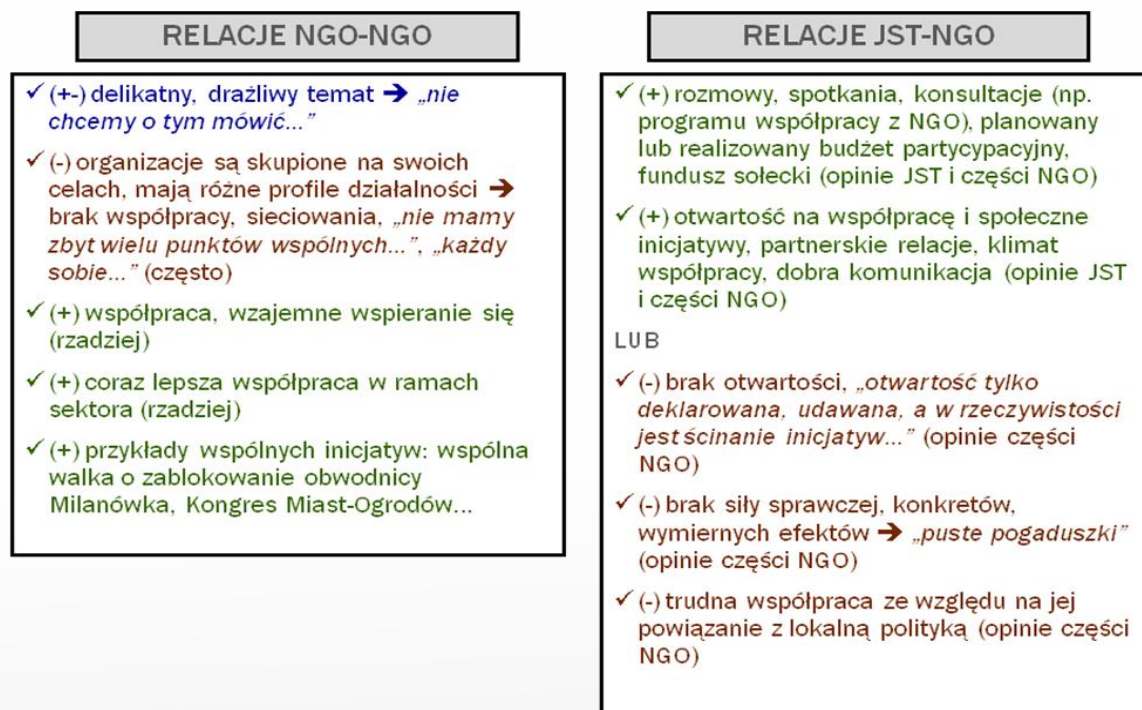 RELACJE NGO-NGO
✓ (+-) delikatny, drażliwy temat ➔ „nie
chcemy o tym mówić...”
✓ (-) organizacje są skupione na swoich
celach, mają różne profile działalności ➔
brak współpracy, sieciowania, „nie mamy
zbyt wielu punktów wspólnych...”, „każdy
sobie...” (często)
✓ (+) współpraca, wzajemne wspieranie się
(rzadziej)
✓ (+) coraz lepsza współpraca w ramach
sektora (rzadziej)
✓ (+) przykłady wspólnych inicjatyw: wspólna
walka o zablokowanie obwodnicy
Milanówka, Kongres Miast-Ogrodów...
RELACJE JST-NGO
✓ (+) rozmowy, spotkania, konsultacje (np.
programu współpracy z NGO), planowany
lub realizowany budżet partycypacyjny,
fundusz sołecki (opinie JST i części NGO)
✓ (+) otwartość na współpracę i społeczne
inicjatywy, partnerskie relacje, klimat
współpracy, dobra komunikacja (opinie JST
i części NGO)
LUB
✓ (-) brak otwartości, „otwartość tylko
deklarowana, udawana, a w rzeczywistości
jest ścinanie inicjatyw...” (opinie części
NGO)
✓ (-) brak siły sprawczej, konkretów,
wymiernych efektów ➔ „puste pogaduszki”
(opinie części NGO)
✓ (-) trudna współpraca ze względu na jej
powiązanie z lokalną polityką (opinie części
NGO)